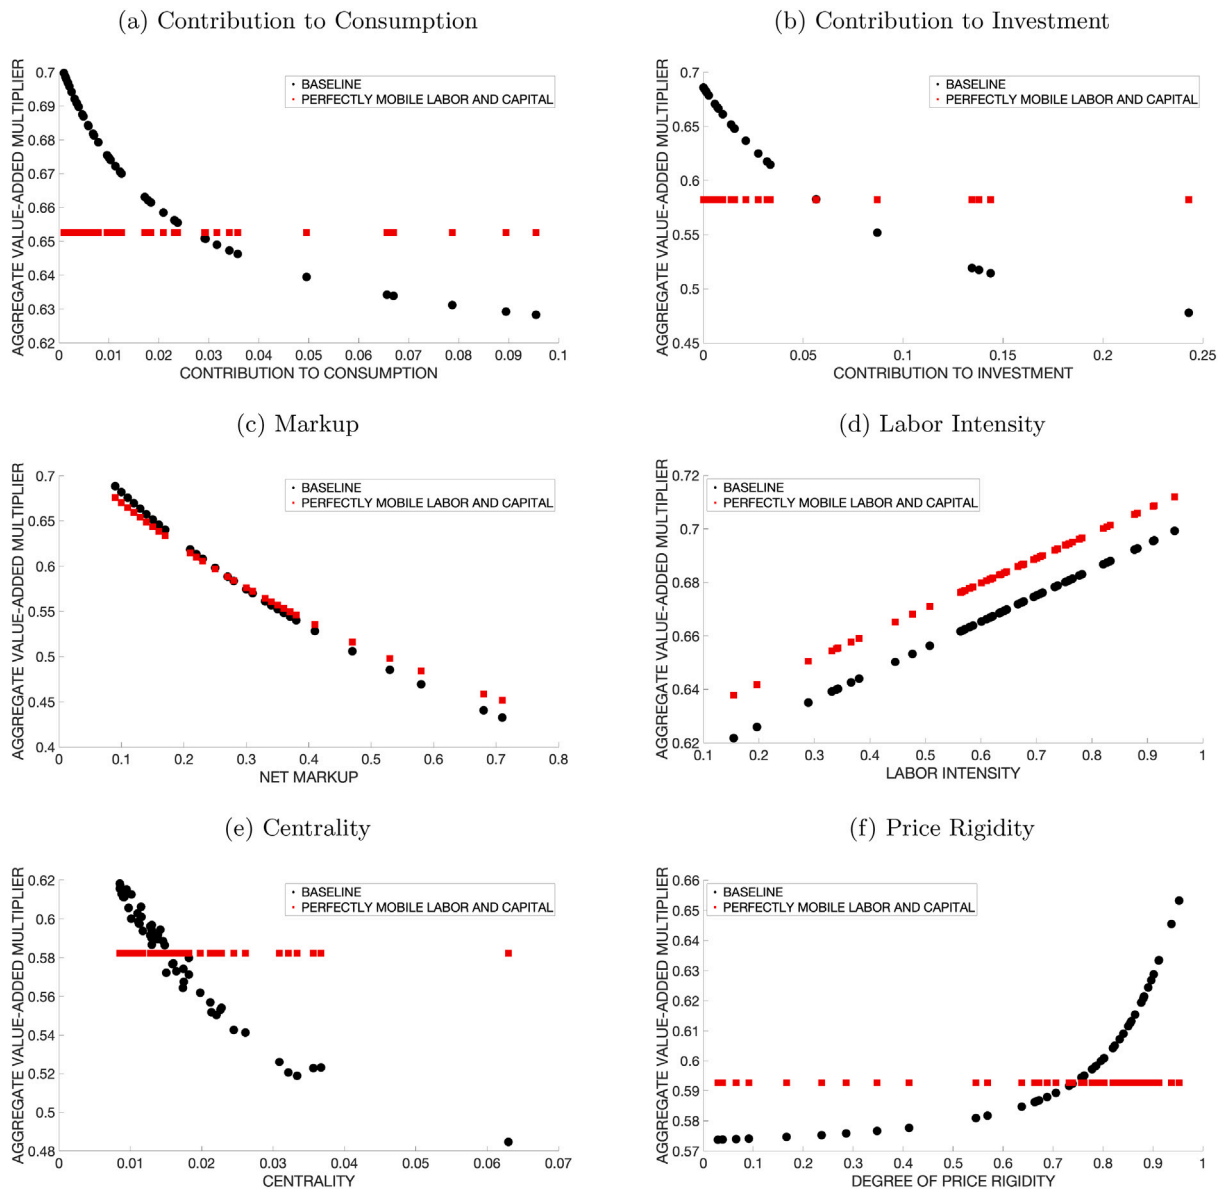 (a) Contribution to Consumption
AGGREGATE VALUE-ADDED MULTIPLIER
0.7
0.69
0.68
0.67
0.66
0.65
0.64
0.63
0.62
BASELINE
PERFECTLY MOBILE LABOR AND CAPITAL
0 0.01 0.02 0.03 0.04 0.05 0.06 0.07 0.08 0.09 0.1
CONTRIBUTION TO CONSUMPTION
(b) Contribution to Investment
AGGREGATE VALUE-ADDED MULTIPLIER
0.7
0.65
0.6
0.55
0.5
0.45
BASELINE
PERFECTLY MOBILE LABOR AND CAPITAL
0 0.05 0.1 0.15 0.2 0.25
CONTRIBUTION TO INVESTMENT
(c) Markup
AGGREGATE VALUE-ADDED MULTIPLIER
0.7
0.65
0.6
0.55
0.5
0.45
0.4
BASELINE
PERFECTLY MOBILE LABOR AND CAPITAL
0 0.1 0.2 0.3 0.4 0.5 0.6 0.7 0.8
NET MARKUP
(d) Labor Intensity
AGGREGATE VALUE-ADDED MULTIPLIER
0.72
0.7
0.68
0.66
0.64
0.62
BASELINE
PERFECTLY MOBILE LABOR AND CAPITAL
0.1 0.2 0.3 0.4 0.5 0.6 0.7 0.8 0.9 1
LABOR INTENSITY
(e) Centrality
AGGREGATE VALUE-ADDED MULTIPLIER
0.62
0.6
0.58
0.56
0.54
0.52
0.5
0.48
BASELINE
PERFECTLY MOBILE LABOR AND CAPITAL
0 0.01 0.02 0.03 0.04 0.05 0.06 0.07
CENTRALITY
(f) Price Rigidity
AGGREGATE VALUE-ADDED MULTIPLIER
0.66
0.65
0.64
0.63
0.62
0.61
0.6
0.59
0.58
0.57
BASELINE
PERFECTLY MOBILE LABOR AND CAPITAL
0 0.1 0.2 0.3 0.4 0.5 0.6 0.7 0.8 0.9 1
DEGREE OF PRICE RIGIDITY